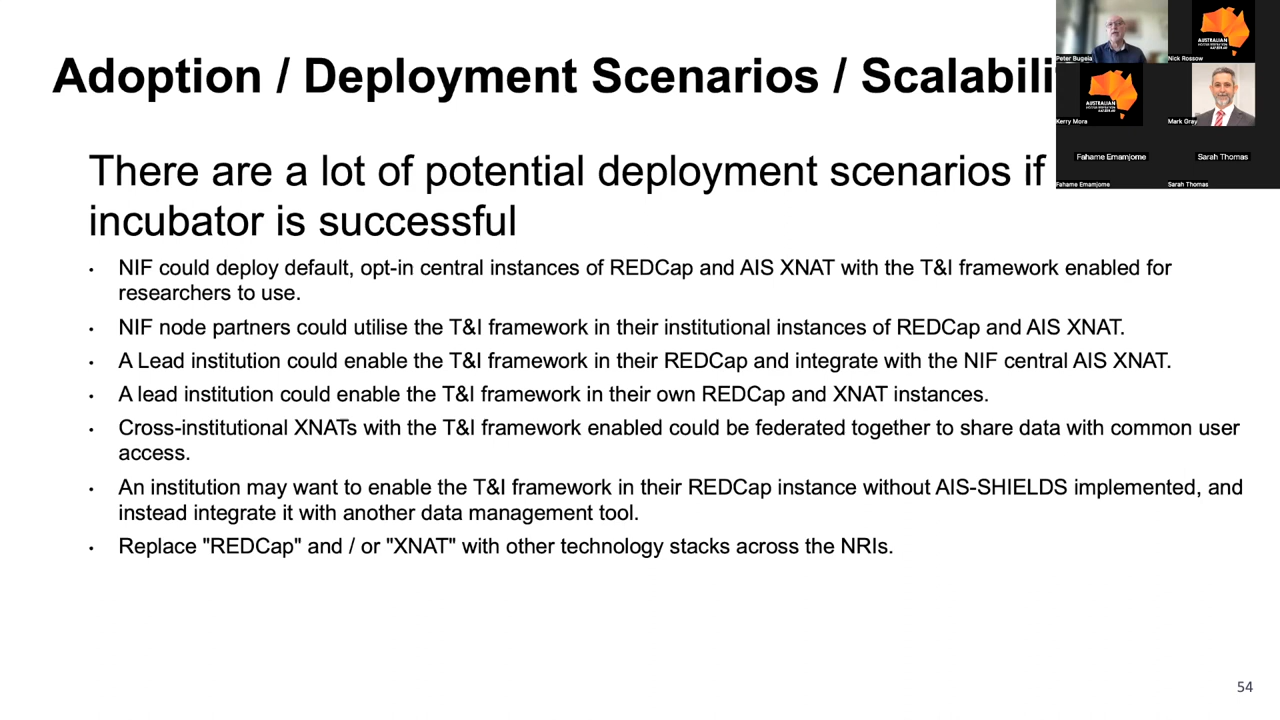 Adoption / Deployment Scenarios / Scalabili
There are a lot of potential deployment scenarios if
incubator is successful
• NIF could deploy default, opt-in central instances of REDCap and AIS XNAT with the T&I framework enabled for
researchers to use.
• NIF node partners could utilise the T&I framework in their institutional instances of REDCap and AIS XNAT.
• A Lead institution could enable the T&I framework in their REDCap and integrate with the NIF central AIS XNAT.
• A lead institution could enable the T&I framework in their own REDCap and XNAT instances.
• Cross-institutional XNATs with the T&I framework enabled could be federated together to share data with common user
access.
• An institution may want to enable the T&I framework in their REDCap instance without AIS-SHIELDS implemented, and
instead integrate it with another data management tool.
• Replace "REDCap" and / or "XNAT" with other technology stacks across the NRIs.
54
AUSTRALIAN
Peter Bugeia
Nick Rossow
AUSTRALIAN
Kerry Mora
Mark Gray
Fahame Emamjome
Sarah Thomas
Fahame Emamjome
Sarah Thomas